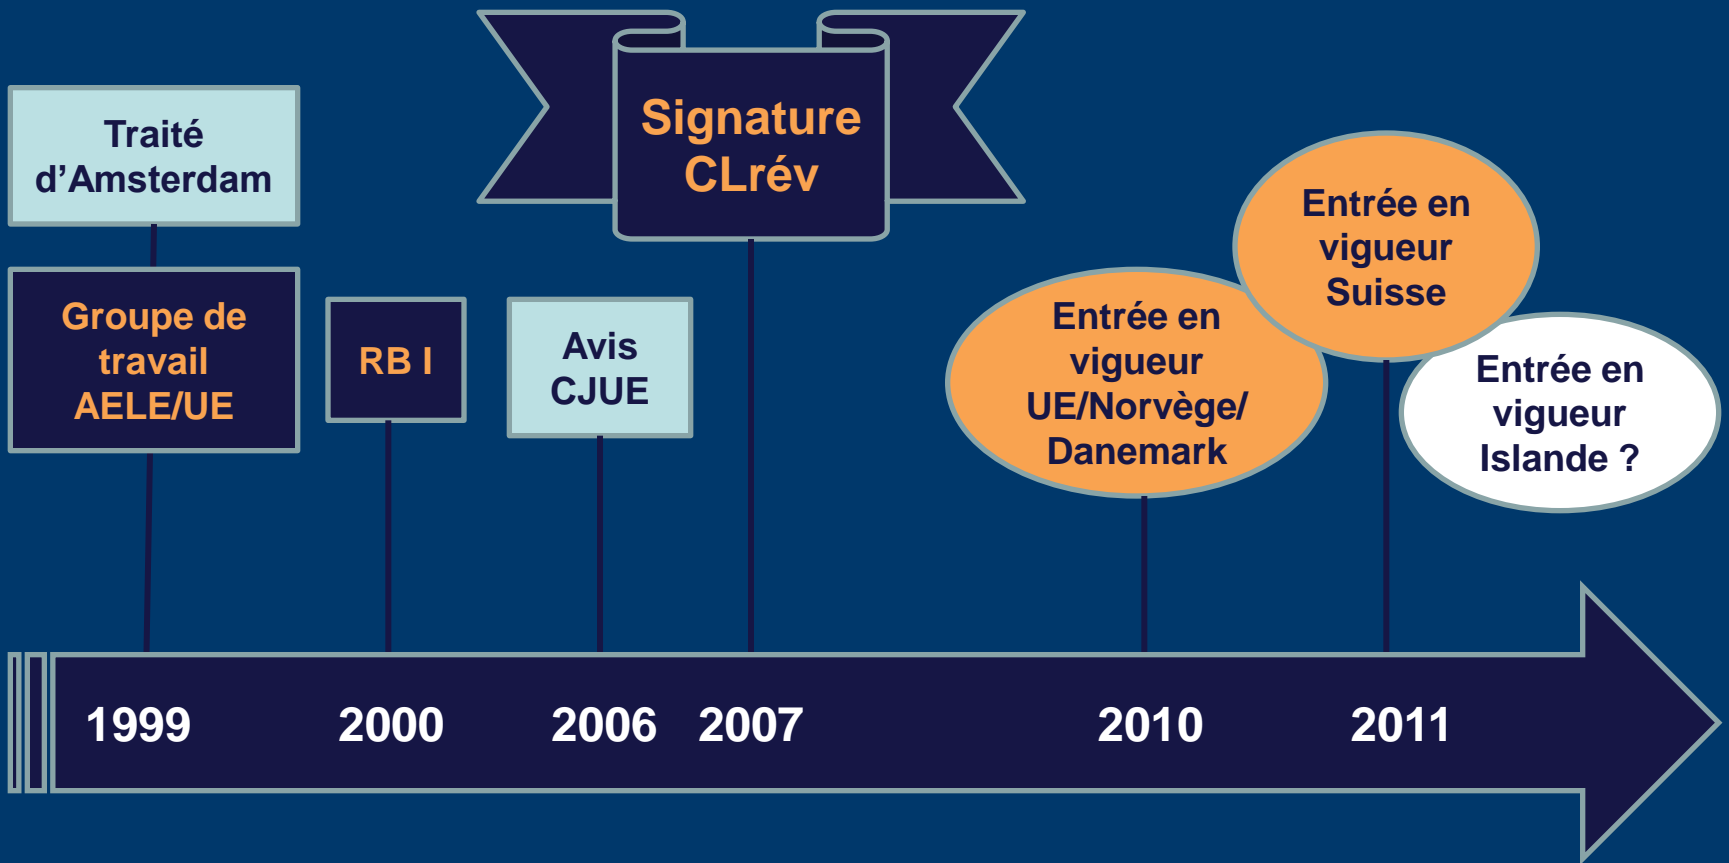 Traité
d’Amsterdam
Groupe de
travail
AELE/UE
RB I
Avis
CJUE
Signature
CLrév
Entrée en
vigueur
UE/Norvège/
Danemark
Entrée en
vigueur
Suisse
Entrée en
vigueur
Islande ?
1999
2000
2006
2007
2010
2011